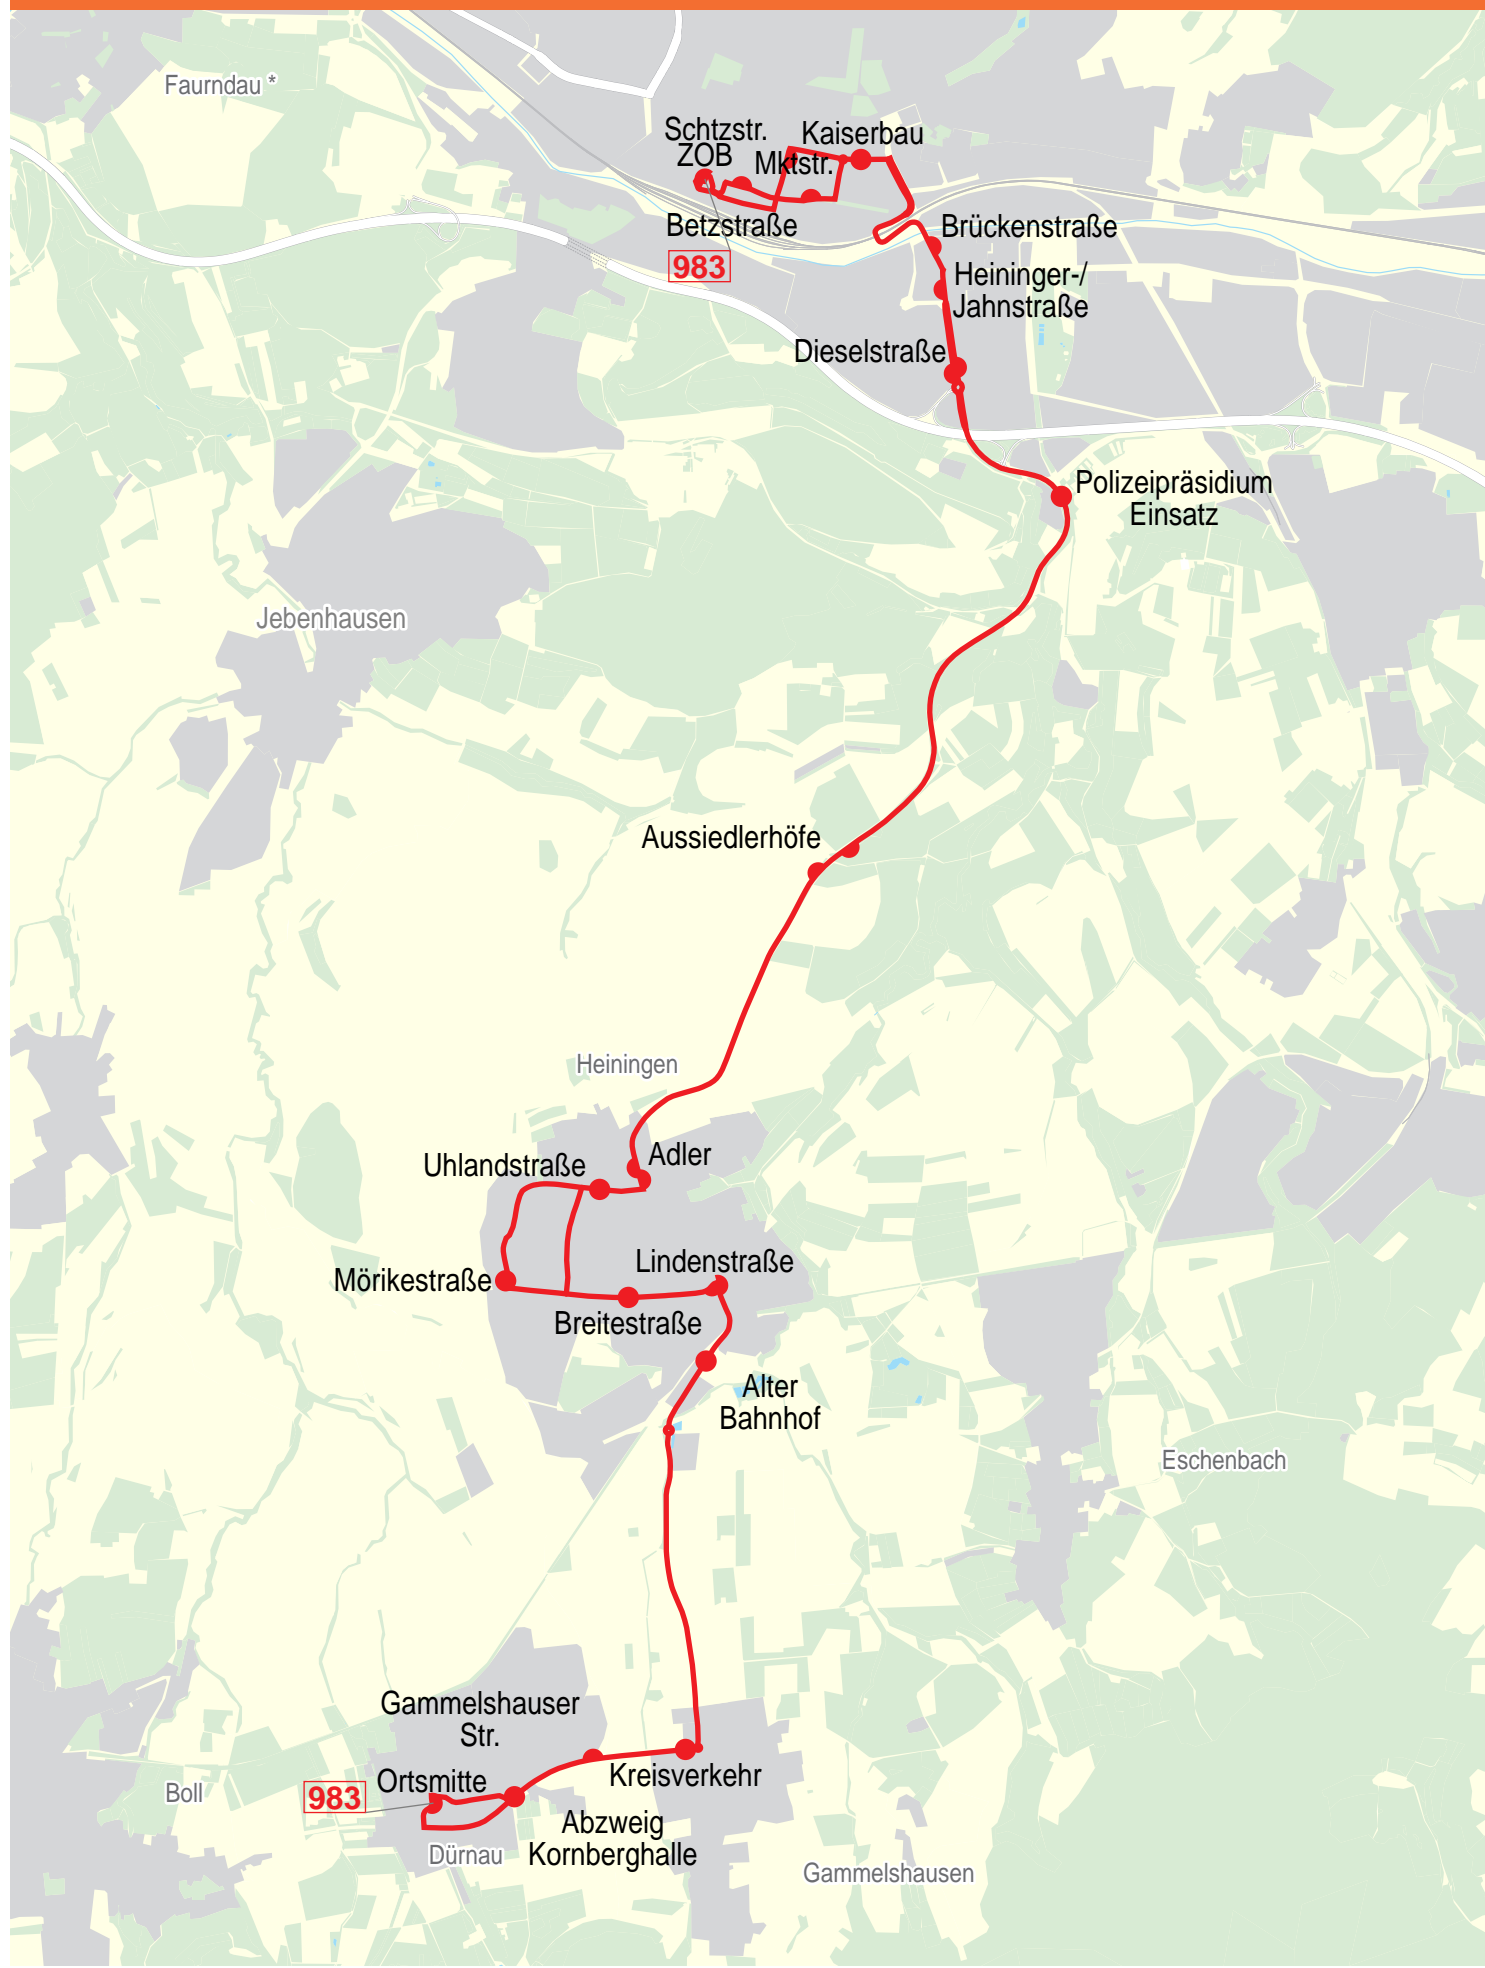 Faurndau *
Schtzstr.
ZOB
Kaiserbau
Mktstr.
Betzstraße
983
Brückenstraße
Heininger-/
Jahnstraße
Dieselstraße
Polizeipräsidium
Einsatz
Jebenhausen
Aussiedlerhöfe
Heiningen
Adler
Uhlandstraße
Lindenstraße
Mörikestraße
Breitestraße
Alter
Bahnhof
Eschenbach
Gammelshauser
Str.
Kreisverkehr
Ortsmitte
Boll
983
Abzweig
Kornberghalle
Dürnau
Gammelshausen